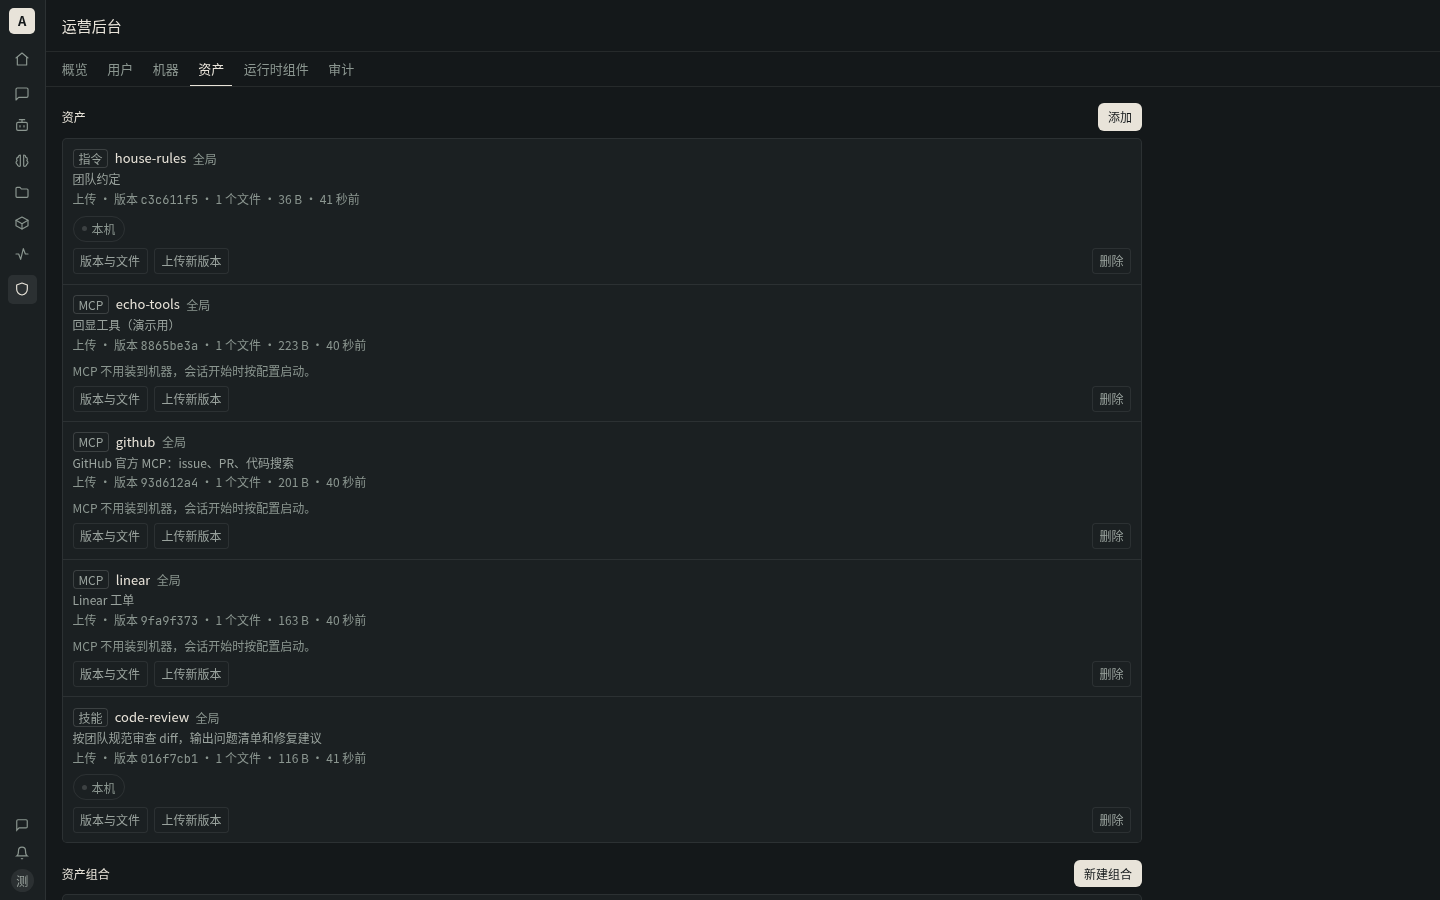 A
运营后台
概览 用户 机器 资产 运行时组件 审计
资产 添加
指令 house-rules 全局
团队约定
上传 · 版本 c3c611f5 · 1 个文件 · 36 B · 41 秒前
本机
版本与文件 上传新版本 删除
MCP echo-tools 全局
回显工具（演示用）
上传 · 版本 8865be3a · 1 个文件 · 223 B · 40 秒前
MCP 不用装到机器，会话开始时按配置启动。
版本与文件 上传新版本 删除
MCP github 全局
GitHub 官方 MCP：issue、PR、代码搜索
上传 · 版本 93d612a4 · 1 个文件 · 201 B · 40 秒前
MCP 不用装到机器，会话开始时按配置启动。
版本与文件 上传新版本 删除
MCP linear 全局
Linear 工单
上传 · 版本 9fa9f373 · 1 个文件 · 163 B · 40 秒前
MCP 不用装到机器，会话开始时按配置启动。
版本与文件 上传新版本 删除
技能 code-review 全局
按团队规范审查 diff，输出问题清单和修复建议
上传 · 版本 016f7cb1 · 1 个文件 · 116 B · 41 秒前
本机
版本与文件 上传新版本 删除
资产组合 新建组合
测